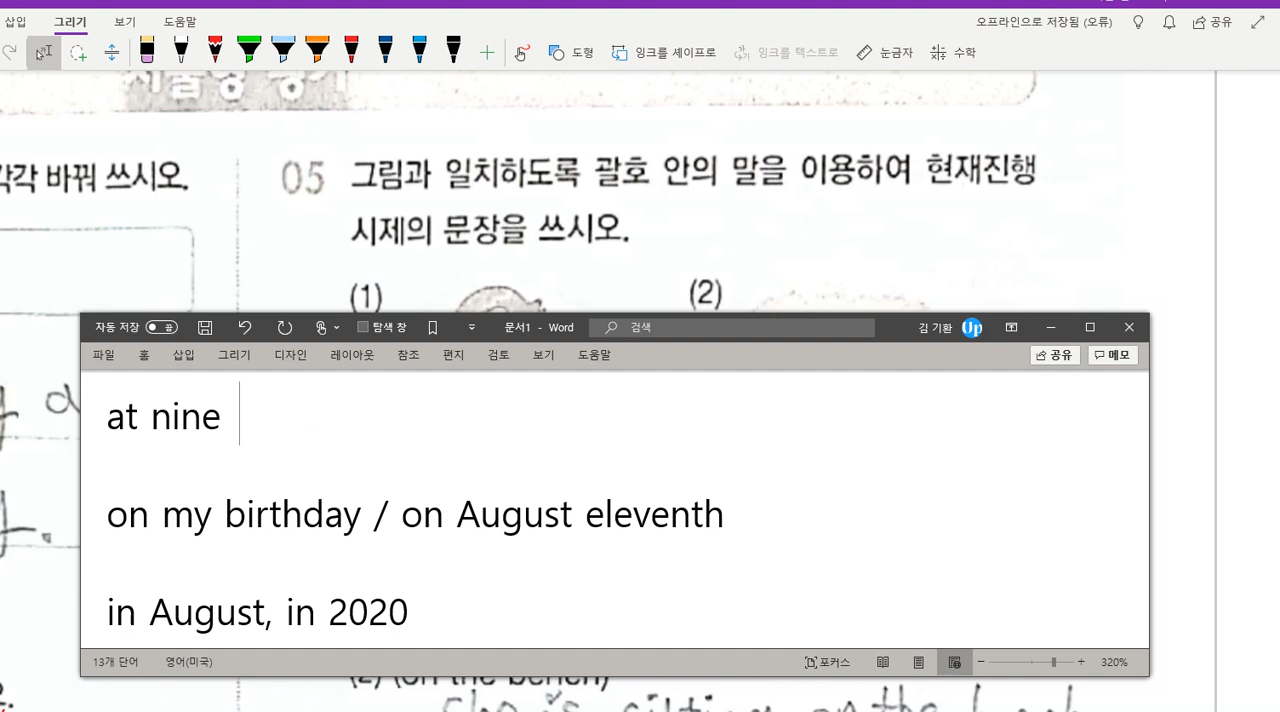 삽입 그리기 보기 도움말 오프라인으로 저장됨 (오류) 공유
도형 잉크를 셰이프로 잉크를 텍스트로 눈금자 수학
각각 바꿔 쓰시오.
05 그림과 일치하도록 괄호 안의 말을 이용하여 현재진행
시제의 문장을 쓰시오.
(1) (2)
자동 저장 끔 탐색 창 문서1 - Word 검색 김 기환 Up
파일 홈 삽입 그리기 디자인 레이아웃 참조 편지 검토 보기 도움말 공유 메모
at nine
on my birthday / on August eleventh
in August, in 2020
13개 단어 영어(미국) 포커스 320%
(2) (on the bench)